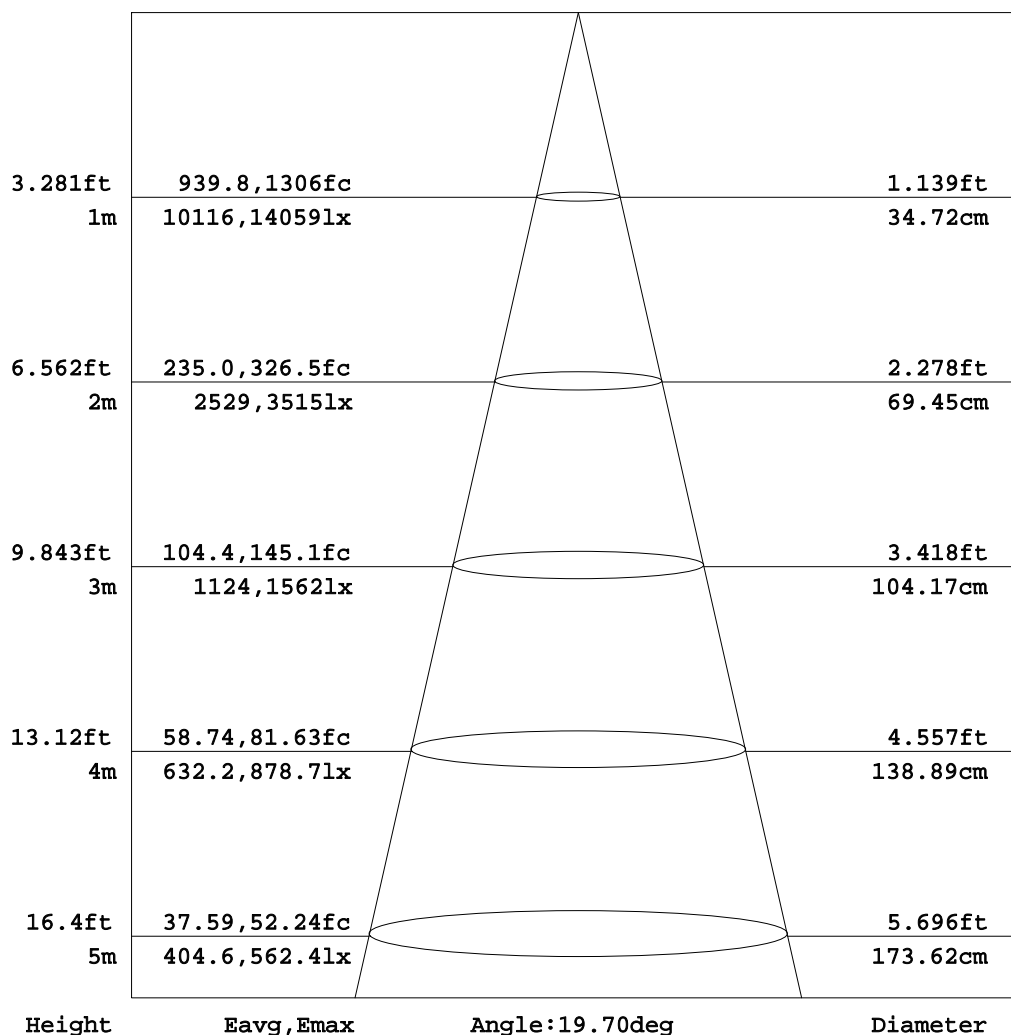 3.281ft 939.8,1306fc 1.139ft
1m 10116,14059lx 34.72cm
6.562ft 235.0,326.5fc 2.278ft
2m 2529,3515lx 69.45cm
9.843ft 104.4,145.1fc 3.418ft
3m 1124,1562lx 104.17cm
13.12ft 58.74,81.63fc 4.557ft
4m 632.2,878.7lx 138.89cm
16.4ft 37.59,52.24fc 5.696ft
5m 404.6,562.4lx 173.62cm
Height Eavg,Emax Angle:19.70deg Diameter